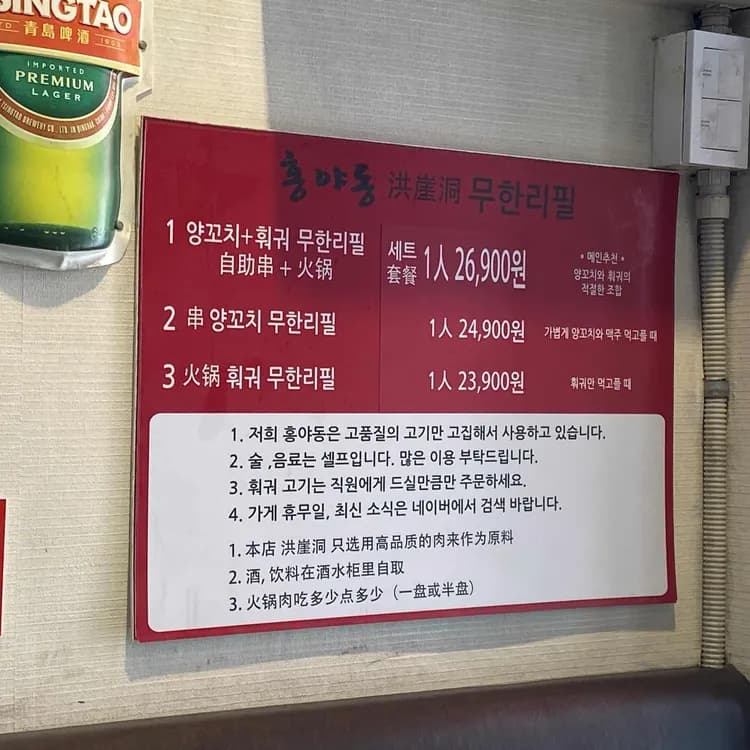 SINGTAO
青島啤酒
1903
IMPORTED
PREMIUM
LAGER
홍야동 洪崖洞 무한리필
1 양꼬치+훠궈 무한리필
自助串 + 火锅
세트
套餐
1人 26,900원
• 메인추천 •
양꼬치와 훠궈의
적절한 조합
2 串 양꼬치 무한리필
1人 24,900원
가볍게 양꼬치와 맥주 먹고플 때
3 火锅 훠궈 무한리필
1人 23,900원
훠궈만 먹고플 때
1. 저희 홍야동은 고품질의 고기만 고집해서 사용하고 있습니다.
2. 술 ,음료는 셀프입니다. 많은 이용 부탁드립니다.
3. 훠궈 고기는 직원에게 드실만큼만 주문하세요.
4. 가게 휴무일, 최신 소식은 네이버에서 검색 바랍니다.
1. 本店 洪崖洞 只选用高品质的肉来作为原料
2. 酒, 饮料在酒水柜里自取
3. 火锅肉吃多少点多少（一盘或半盘）